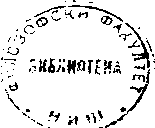 ФИЛОЗОФСКИ ФАКУЛТЕТ
БИБЛИОТЕКА
НИШ